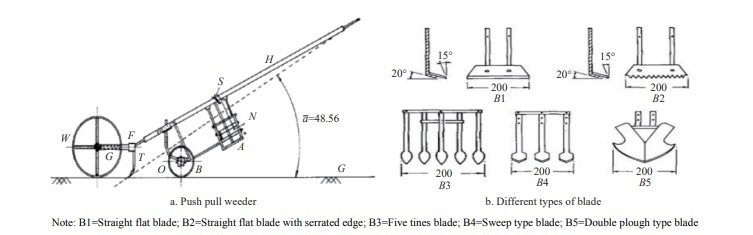 H
S
15°
15°
20°
20°
200
200
B1
B2
N
ā=48.56
W
F
G
T
A
O
B
G
200
200
200
B3
B4
B5
a. Push pull weeder
b. Different types of blade
Note: B1=Straight flat blade; B2=Straight flat blade with serrated edge; B3=Five tines blade; B4=Sweep type blade; B5=Double plough type blade